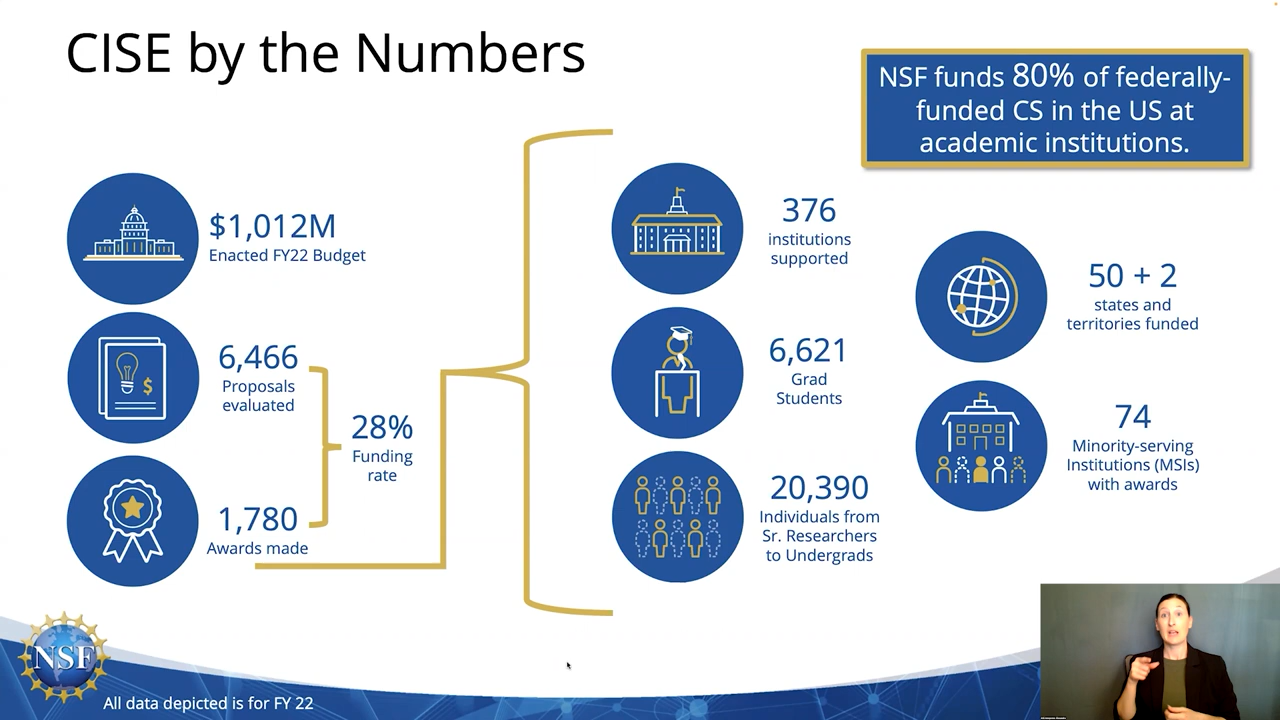 CISE by the Numbers
NSF funds 80% of federally-
funded CS in the US at
academic institutions.
$1,012M
Enacted FY22 Budget
6,466
Proposals
evaluated
28%
Funding
rate
1,780
Awards made
376
institutions
supported
6,621
Grad
Students
20,390
Individuals from
Sr. Researchers
to Undergrads
50 + 2
states and
territories funded
74
Minority-serving
Institutions (MSIs)
with awards
$
NSF
All data depicted is for FY 22